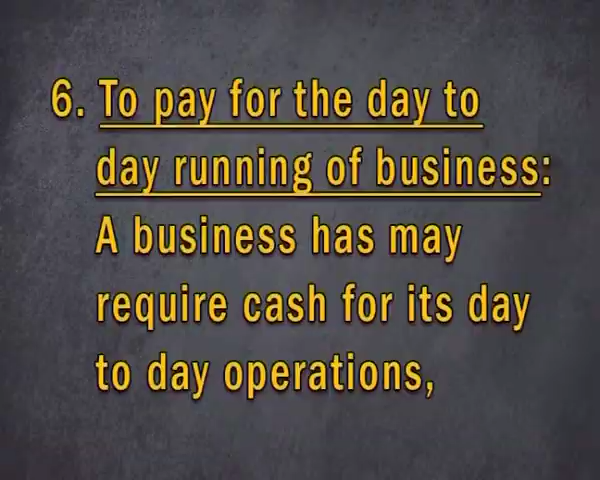 6. To pay for the day to
day running of business:
A business has may
require cash for its day
to day operations,